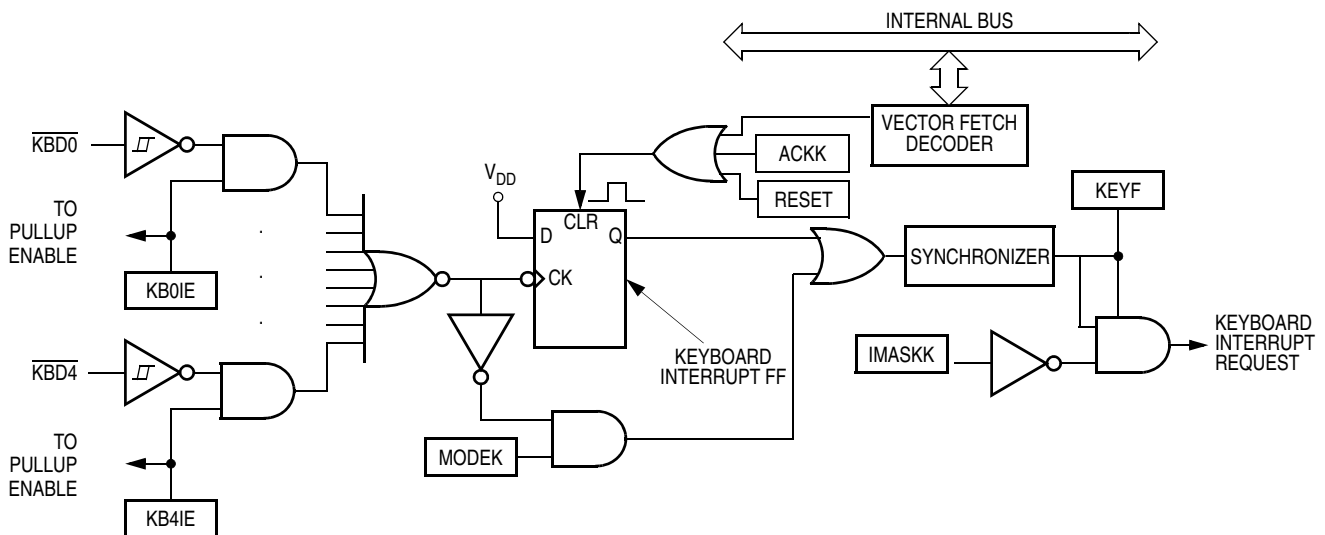 INTERNAL BUS
KBD0
VECTOR FETCH
DECODER
ACKK
VDD
KEYF
RESET
TO
PULLUP
ENABLE
CLR
D
Q
SYNCHRONIZER
CK
KB0IE
KEYBOARD
INTERRUPT
REQUEST
KEYBOARD
INTERRUPT FF
IMASKK
KBD4
TO
PULLUP
ENABLE
MODEK
KB4IE